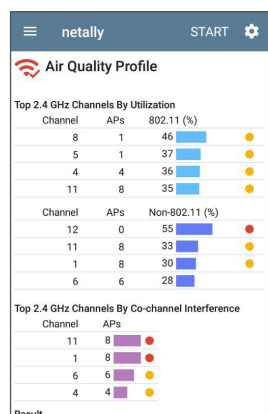 netally START
Air Quality Profile
Top 2.4 GHz Channels By Utilization
Channel APs 802.11 (%)
8 1 46
5 1 37
4 4 36
11 8 35
Channel APs Non-802.11 (%)
12 0 55
11 8 33
1 8 30
6 6 28
Top 2.4 GHz Channels By Co-channel Interference
Channel APs
11 8
1 8
6 6
4 4
Result